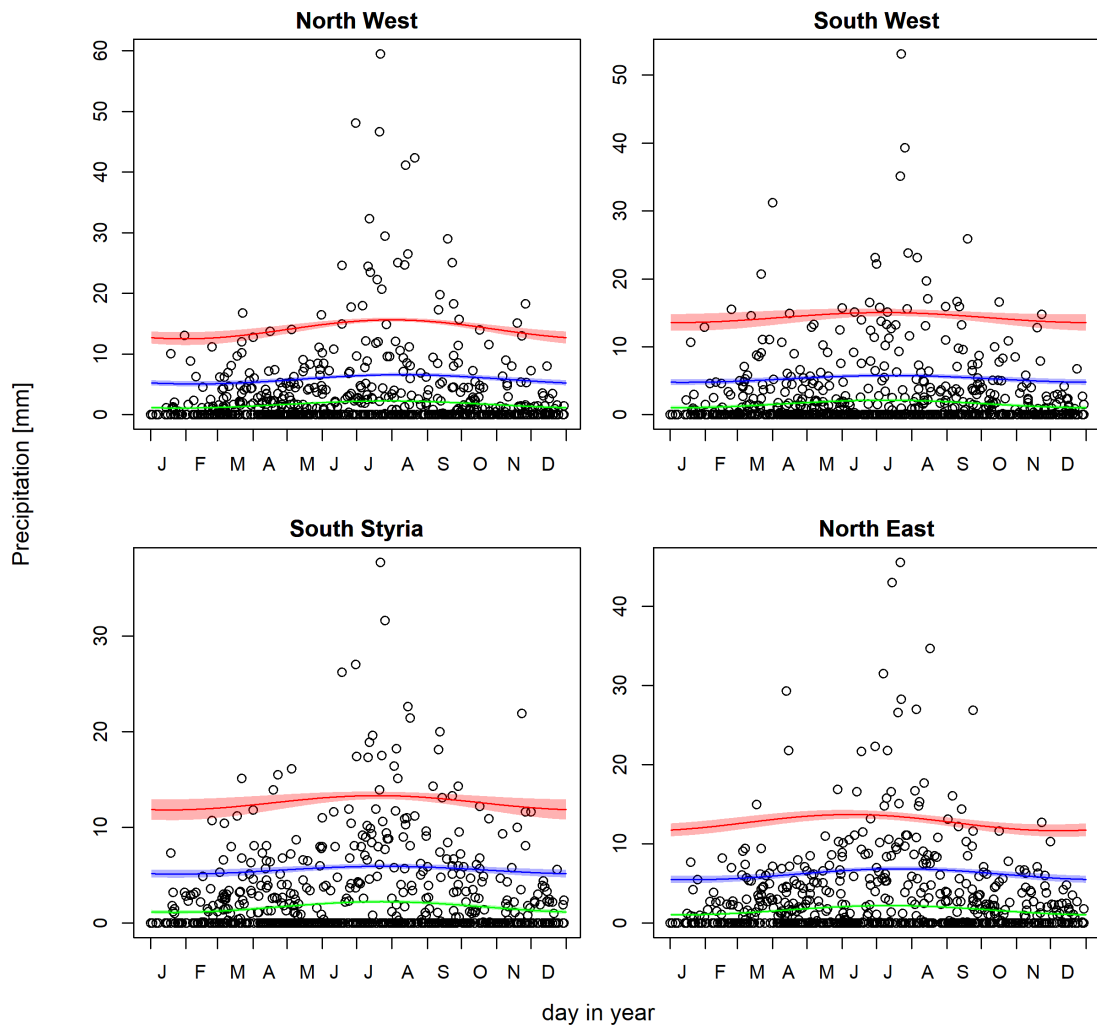 North West
South West
Precipitation [mm]
0 10 20 30 40 50 60
J F M A M J J A S O N D
0 10 20 30 40 50
J F M A M J J A S O N D
South Styria
North East
0 10 20 30
J F M A M J J A S O N D
0 10 20 30 40
J F M A M J J A S O N D
day in year